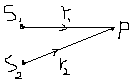 S₁ r₁ P
S₂ r₂